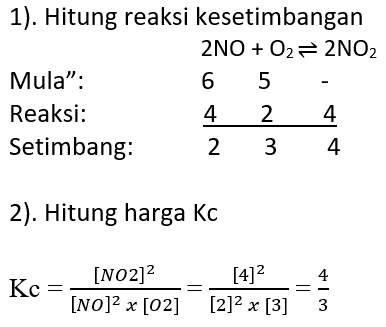 1). Hitung reaksi kesetimbangan
2NO + O₂ ⇌ 2NO₂
Mula”: 6 5 -
Reaksi: 4 2 4
Setimbang: 2 3 4
2). Hitung harga Kc
Kc = [NO2]² / [NO]² x [O2] = [4]² / [2]² x [3] = 4/3